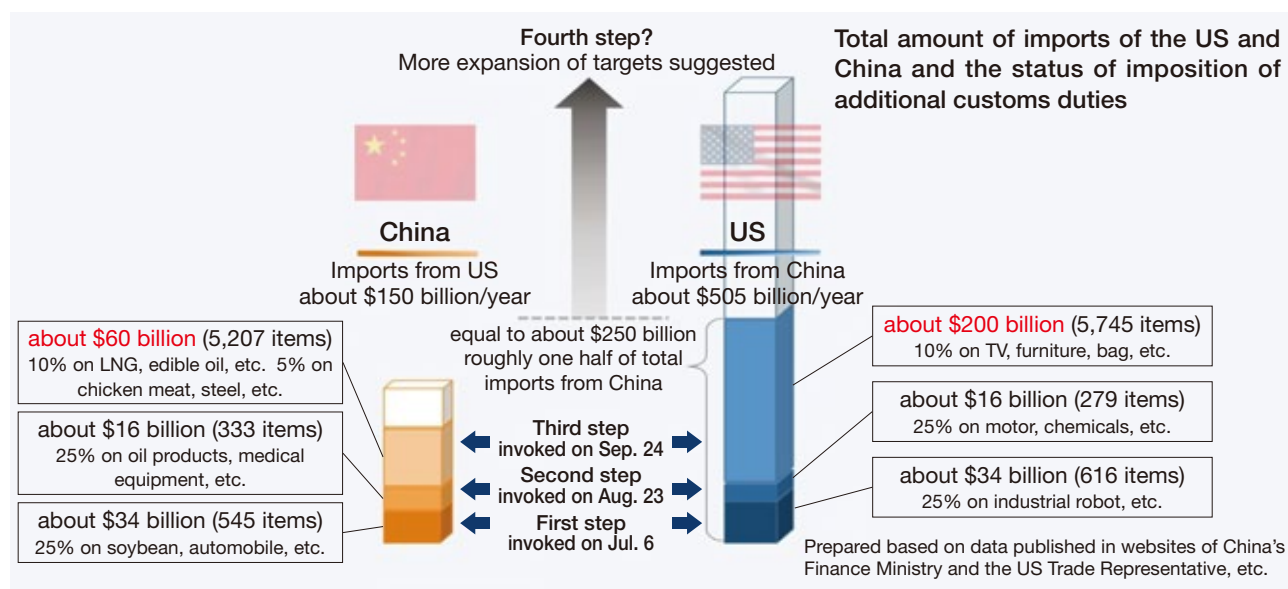 Total amount of imports of the US and
China and the status of imposition of
additional customs duties
Fourth step?
More expansion of targets suggested
China
Imports from US
about $150 billion/year
US
Imports from China
about $505 billion/year
equal to about $250 billion
roughly one half of total
imports from China
about $60 billion (5,207 items)
10% on LNG, edible oil, etc. 5% on
chicken meat, steel, etc.
about $16 billion (333 items)
25% on oil products, medical
equipment, etc.
about $34 billion (545 items)
25% on soybean, automobile, etc.
Third step
invoked on Sep. 24
Second step
invoked on Aug. 23
First step
invoked on Jul. 6
about $200 billion (5,745 items)
10% on TV, furniture, bag, etc.
about $16 billion (279 items)
25% on motor, chemicals, etc.
about $34 billion (616 items)
25% on industrial robot, etc.
Prepared based on data published in websites of China's
Finance Ministry and the US Trade Representative, etc.